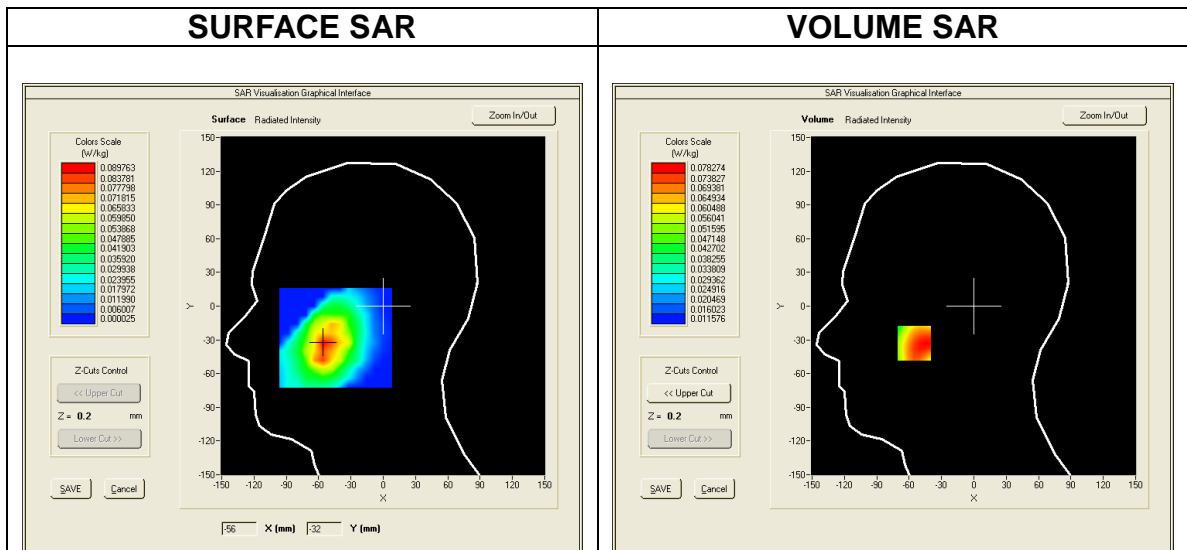 SURFACE SAR
VOLUME SAR
SAR Visualisation Graphical Interface
Surface Radiated Intensity
Zoom In/Out
Colors Scale
(W/kg)
0.089763
0.083781
0.077798
0.071815
0.065833
0.059850
0.053868
0.047885
0.041903
0.035920
0.029938
0.023955
0.017972
0.011990
0.006007
0.000025
Z-Cuts Control
<< Upper Cut
Z = 0.2 mm
Lower Cut >>
SAVE Cancel
150
120
90
60
30
0
-30
-60
-90
-120
-150
Y
-150 -120 -90 -60 -30 0 30 60 90 120 150
X
-56 X (mm) -32 Y (mm)
SAR Visualisation Graphical Interface
Volume Radiated Intensity
Zoom In/Out
Colors Scale
(W/kg)
0.078274
0.073827
0.069381
0.064934
0.060488
0.056041
0.051595
0.047148
0.042702
0.038255
0.033809
0.029362
0.024916
0.020469
0.016023
0.011576
Z-Cuts Control
<< Upper Cut
Z = 0.2 mm
Lower Cut >>
SAVE Cancel
150
120
90
60
30
0
-30
-60
-90
-120
-150
Y
-150 -120 -90 -60 -30 0 30 60 90 120 150
X